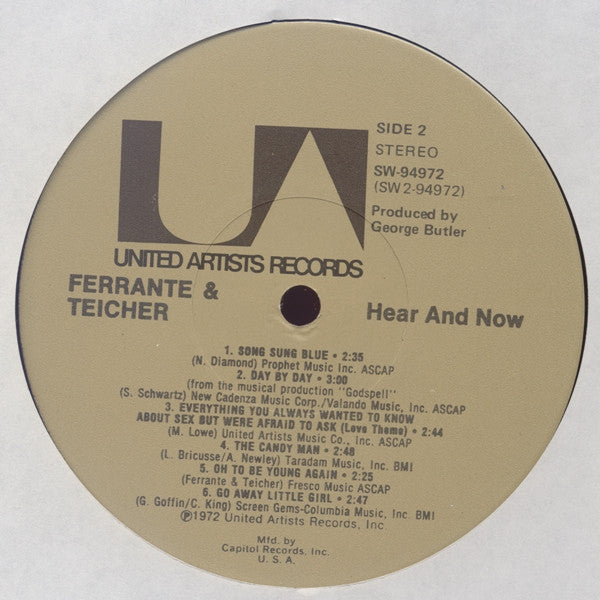 UA
UNITED ARTISTS RECORDS
SIDE 2
STEREO
SW-94972
(SW 2-94972)
Produced by
George Butler
FERRANTE &
TEICHER
Hear And Now
1. SONG SUNG BLUE • 2:35
(N. Diamond) Prophet Music Inc. ASCAP
2. DAY BY DAY • 3:00
(from the musical production "Godspell")
(S. Schwartz) New Cadenza Music Corp./Valando Music, Inc. ASCAP
3. EVERYTHING YOU ALWAYS WANTED TO KNOW
ABOUT SEX BUT WERE AFRAID TO ASK (Love Theme) • 2:44
(M. Lowe) United Artists Music Co., Inc. ASCAP
4. THE CANDY MAN • 2:48
(L. Bricusse/A. Newley) Taradam Music, Inc. BMI
5. OH TO BE YOUNG AGAIN • 2:25
(Ferrante & Teicher) Fresco Music ASCAP
6. GO AWAY LITTLE GIRL • 2:47
(G. Goffin/C. King) Screen Gems-Columbia Music, Inc. BMI
℗1972 United Artists Records, Inc.
Mfd. by
Capitol Records, Inc.
U. S. A.